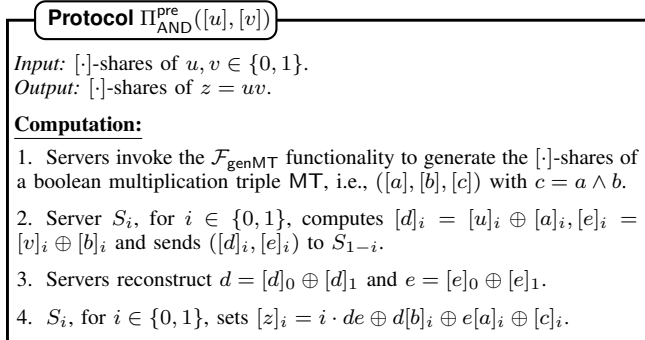 Protocol Π^pre_AND([u], [v])
Input: [·]-shares of u, v ∈ {0, 1}.
Output: [·]-shares of z = uv.
Computation:
1. Servers invoke the F_genMT functionality to generate the [·]-shares of
a boolean multiplication triple MT, i.e., ([a], [b], [c]) with c = a ∧ b.
2. Server S_i, for i ∈ {0, 1}, computes [d]_i = [u]_i ⊕ [a]_i, [e]_i =
[v]_i ⊕ [b]_i and sends ([d]_i, [e]_i) to S_{1−i}.
3. Servers reconstruct d = [d]_0 ⊕ [d]_1 and e = [e]_0 ⊕ [e]_1.
4. S_i, for i ∈ {0, 1}, sets [z]_i = i · de ⊕ d[b]_i ⊕ e[a]_i ⊕ [c]_i.